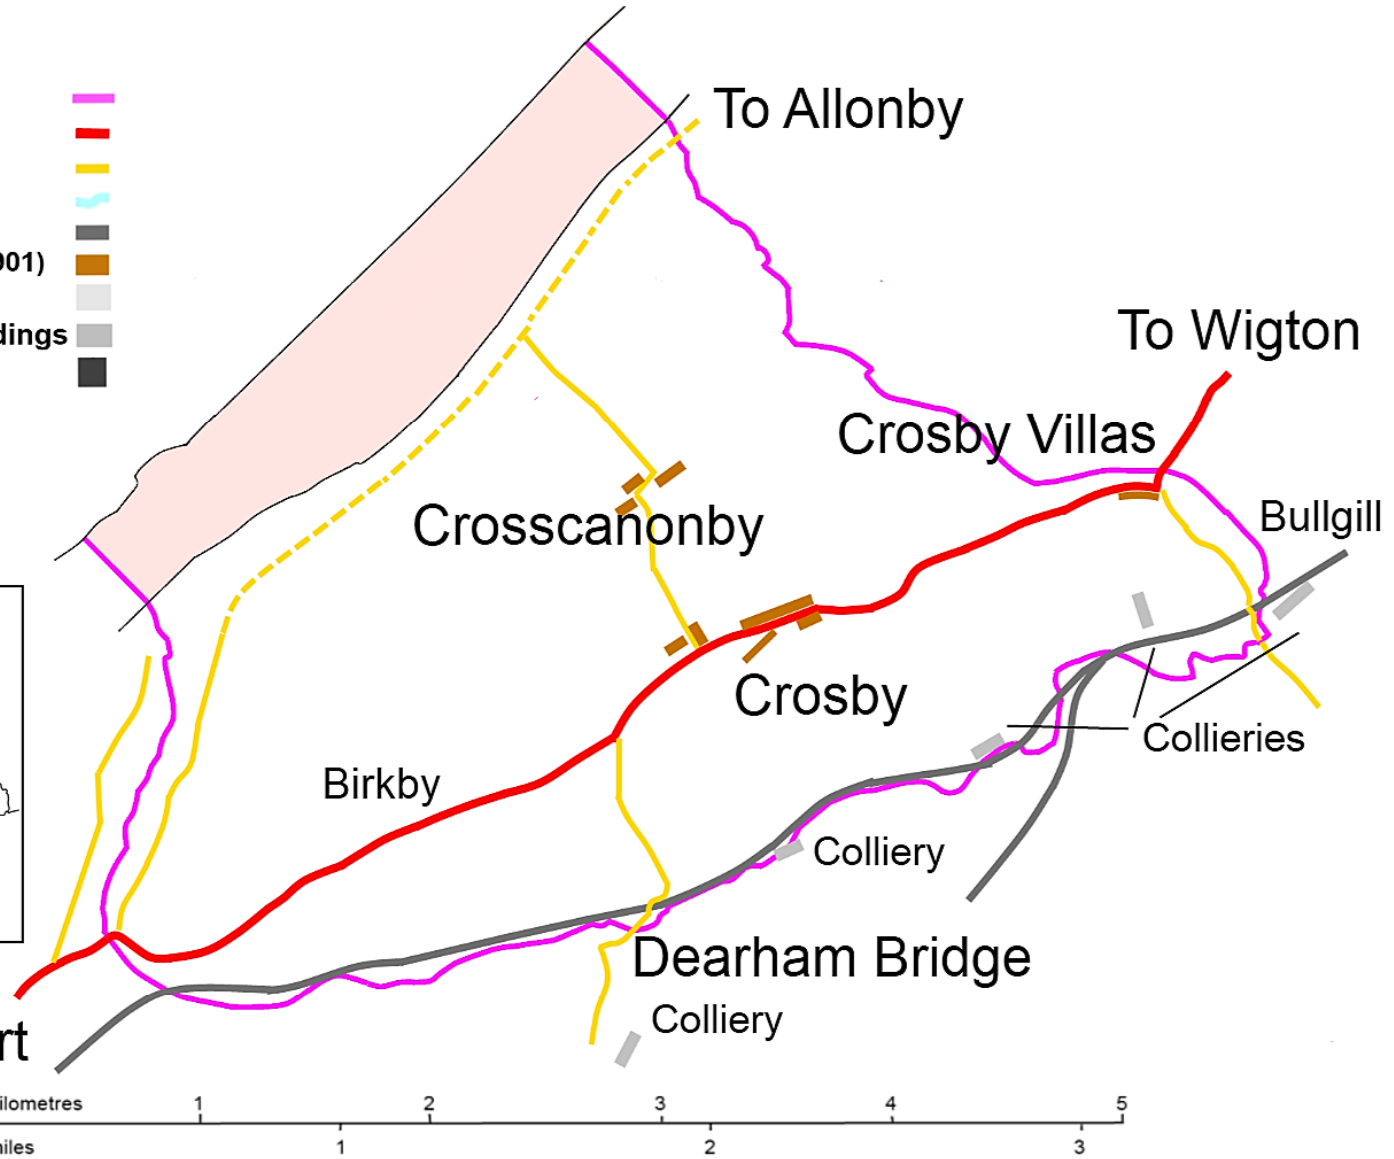 To Allonby
901)
dings
To Wigton
Crosby Villas
Bullgill
Crosscanonby
Crosby
Collieries
Birkby
Colliery
Dearham Bridge
Colliery
rt
ilometres 1 2 3 4 5
niles 1 2 3